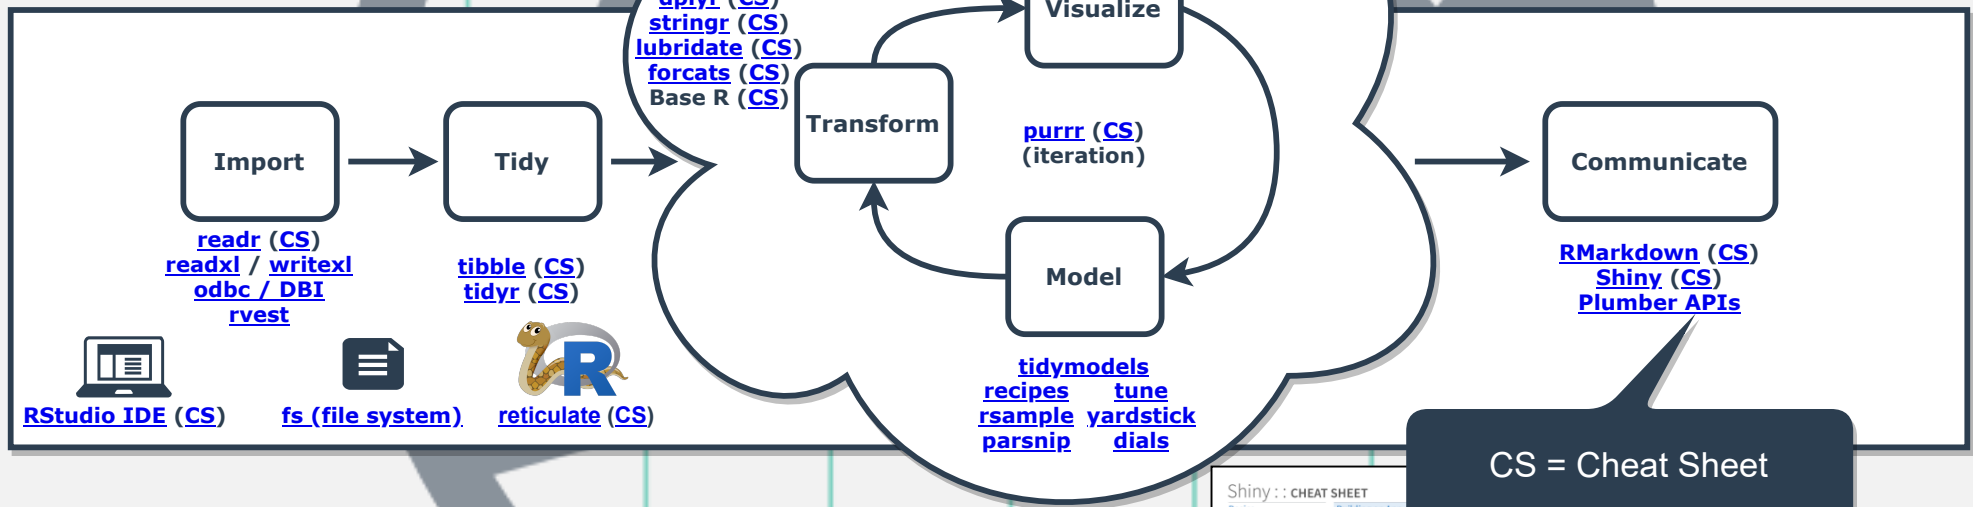 dplyr (CS)
stringr (CS)
lubridate (CS)
forcats (CS)
Base R (CS)
Visualize
Transform
purrr (CS)
(iteration)
Import
Tidy
Communicate
readr (CS)
readxl / writexl
odbc / DBI
rvest
tibble (CS)
tidyr (CS)
Model
RMarkdown (CS)
Shiny (CS)
Plumber APIs
R
RStudio IDE (CS)
fs (file system)
reticulate (CS)
tidymodels
recipes tune
rsample yardstick
parsnip dials
CS = Cheat Sheet
Shiny : : CHEAT SHEET